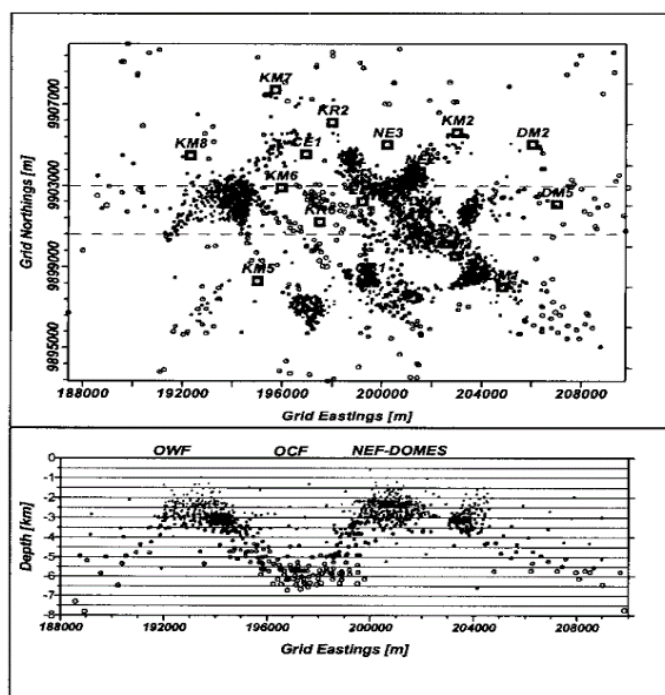 9907000
9903000
9899000
9895000
Grid Northings [m]
KM7
KR2
KM2
NE3
DM2
KM8
CE1
KM6
DM5
KR6
KM5
188000 192000 196000 200000 204000 208000
Grid Eastings [m]
OWF OCF NEF-DOMES
0
-1
-2
-3
-4
-5
-6
-7
-8
Depth [km]
188000 192000 196000 200000 204000 208000
Grid Eastings [m]